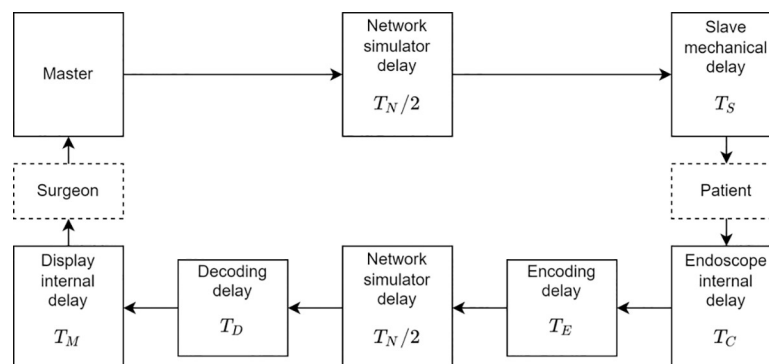 Master
Network
simulator
delay
T_N/2
Slave
mechanical
delay
T_S
Surgeon
Patient
Display
internal
delay
T_M
Decoding
delay
T_D
Network
simulator
delay
T_N/2
Encoding
delay
T_E
Endoscope
internal
delay
T_C